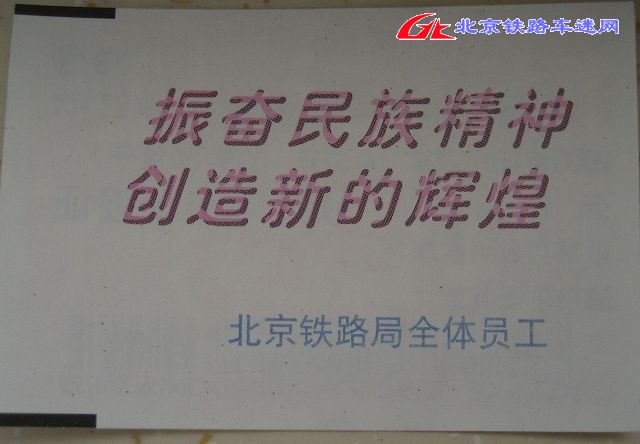 北京铁路车迷网
振奋民族精神
创造新的辉煌
北京铁路局全体员工